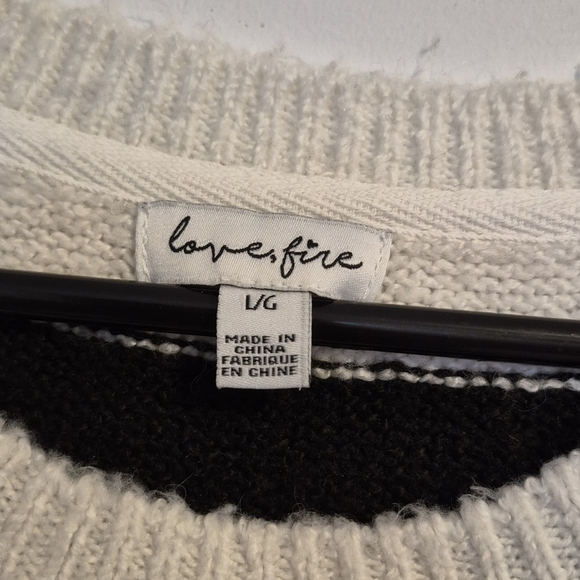 love, fire
L/G
MADE IN
CHINA
FABRIQUE
EN CHINE